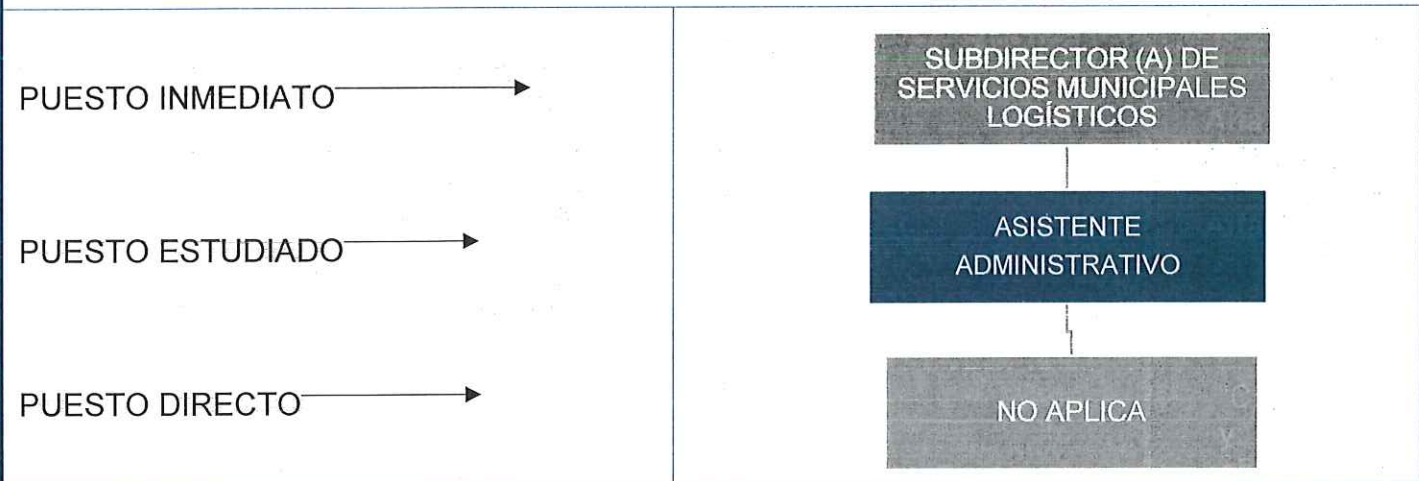 PUESTO INMEDIATO
SUBDIRECTOR (A) DE
SERVICIOS MUNICIPALES
LOGÍSTICOS
PUESTO ESTUDIADO
ASISTENTE
ADMINISTRATIVO
PUESTO DIRECTO
NO APLICA